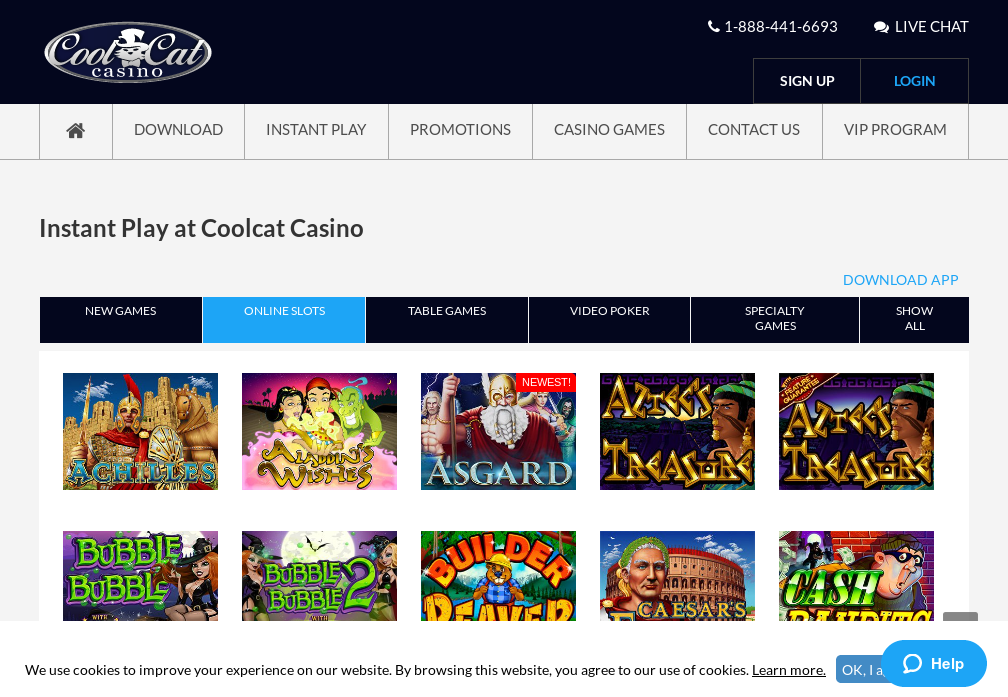 Cool Cat
casino
1-888-441-6693
LIVE CHAT
SIGN UP
LOGIN
DOWNLOAD
INSTANT PLAY
PROMOTIONS
CASINO GAMES
CONTACT US
VIP PROGRAM
Instant Play at Coolcat Casino
DOWNLOAD APP
NEW GAMES
ONLINE SLOTS
TABLE GAMES
VIDEO POKER
SPECIALTY
GAMES
SHOW
ALL
ACHILLES
ALADDIN'S
WISHES
NEWEST!
ASGARD
AZTEC'S
TREASURE
FEATURE
GUARANTEE
AZTEC'S
TREASURE
BUBBLE
BUBBLE
WITH
BUBBLE
BUBBLE 2
WITH
BUILDER
BEAVER
CAESAR'S
CASH
BANDITS
We use cookies to improve your experience on our website. By browsing this website, you agree to our use of cookies. Learn more.
OK, I
Help